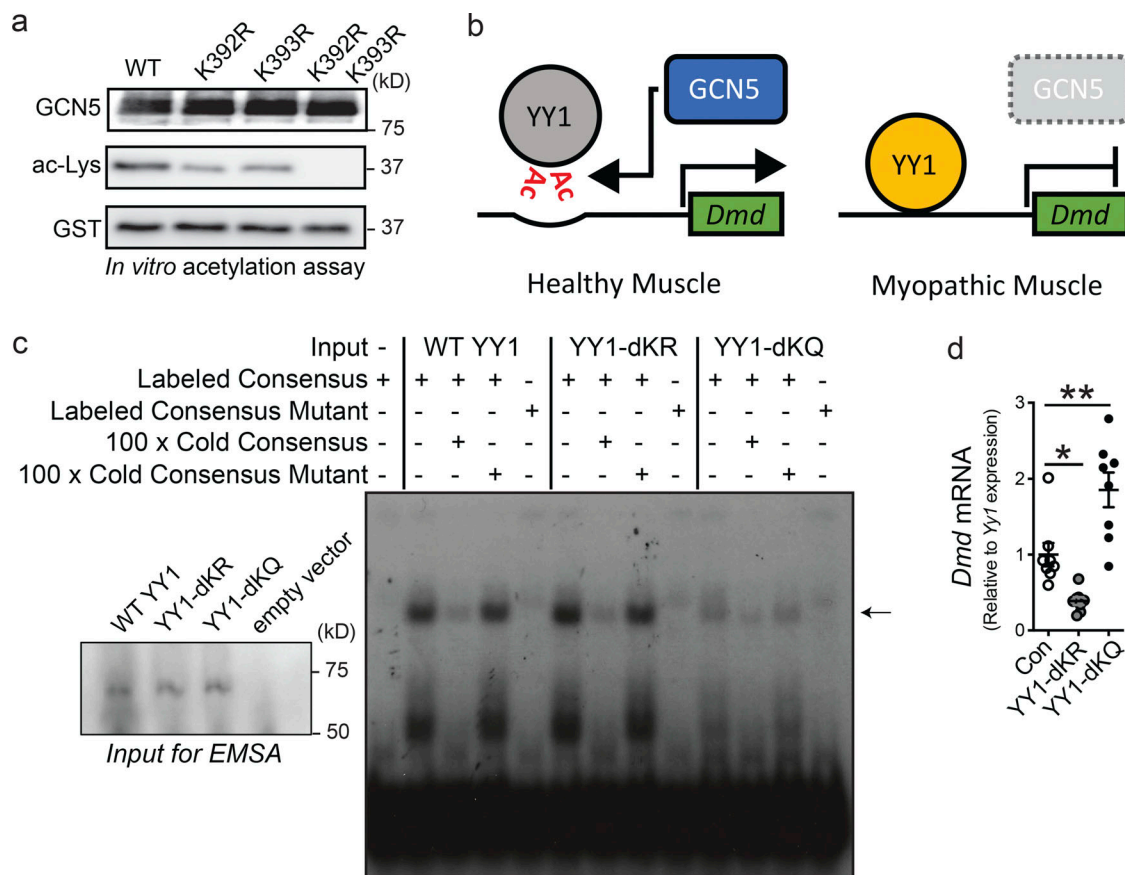 a
WT
K392R
K393R
K392R
K393R
(kD)
GCN5
75
ac-Lys
37
GST
37
In vitro acetylation assay
b
YY1
Ac
Ac
GCN5
Dmd
Healthy Muscle
GCN5
YY1
Dmd
Myopathic Muscle
c
Input - WT YY1 YY1-dKR YY1-dKQ
Labeled Consensus + + + + - + + + - + + + -
Labeled Consensus Mutant - - - - + - - - + - - - +
100 x Cold Consensus - - + - - - + - - - + - -
100 x Cold Consensus Mutant - - - + - - - + - - - + -
WT YY1
YY1-dKR
YY1-dKQ
empty vector
(kD)
75
50
Input for EMSA
d
Dmd mRNA
(Relative to Yy1 expression)
3
2
1
0
**
*
Con
YY1-dKR
YY1-dKQ